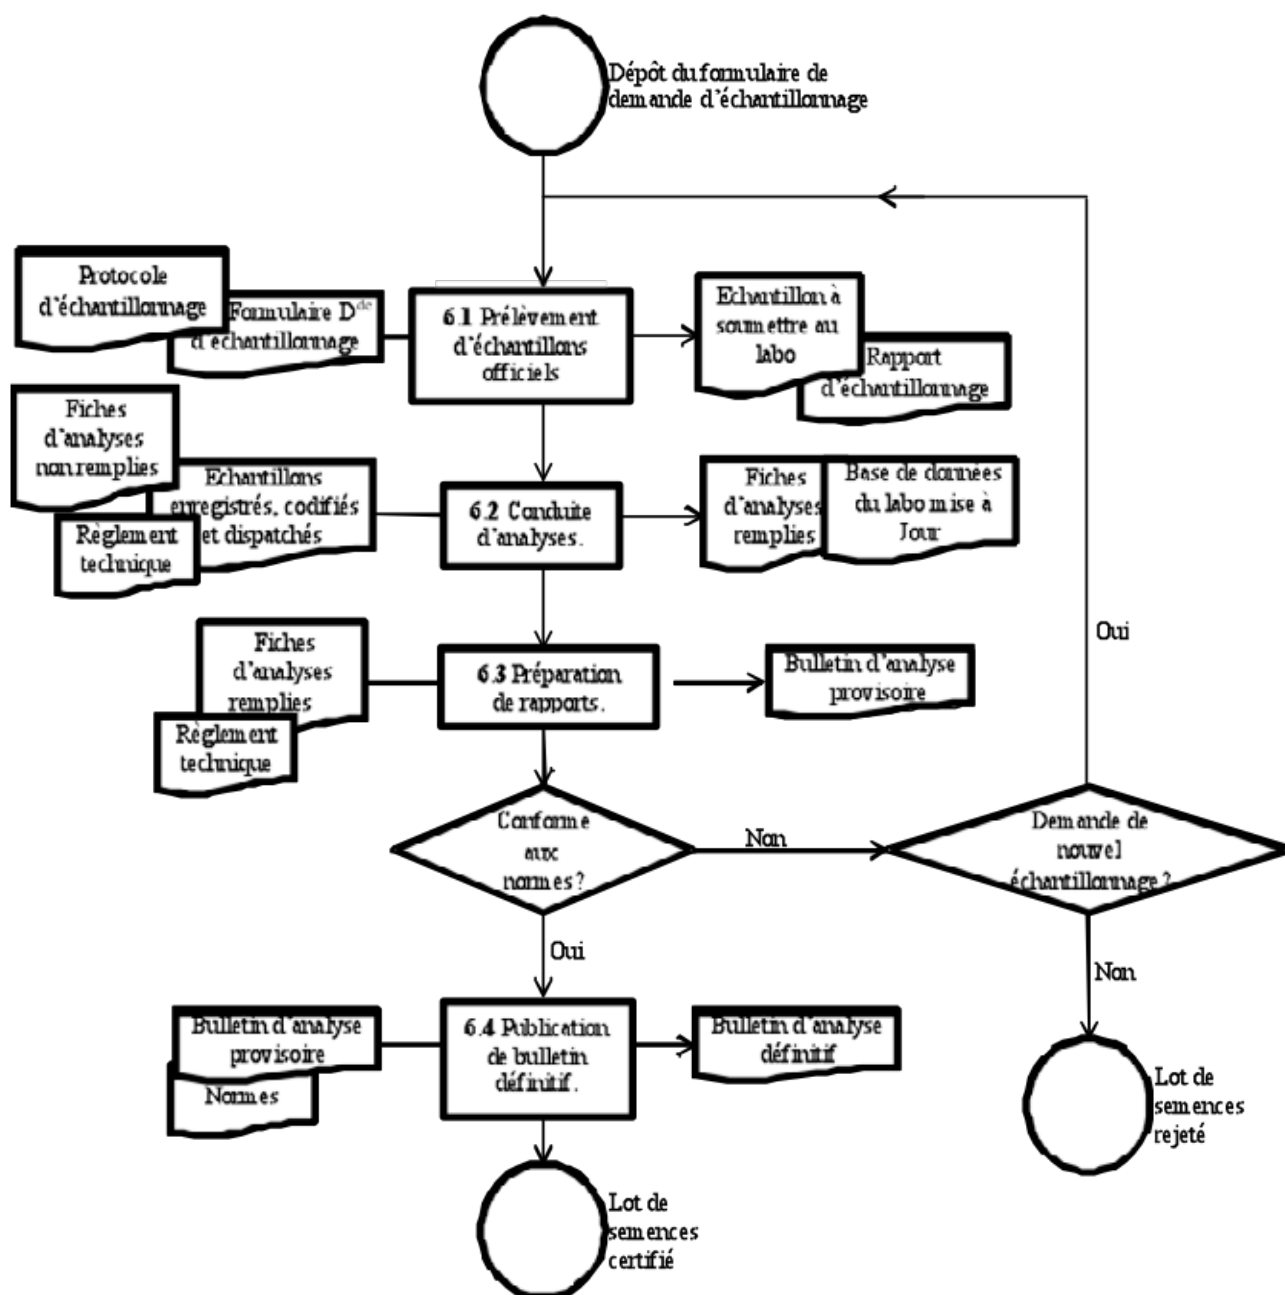 Dépôt du formulaire de
demande d'échantillonnage
Protocole
d'échantillonnage
Formulaire D de
d'échantillonnage
6.1 Prélèvement
d'échantillons
officiels
Echantillon à
soumettre au
labo
Rapport
d'échantillonnage
Fiches
d'analyses
non remplies
Echantillons
enregistrés, codifiés
et dispatchés
Règlement
technique
6.2 Conduite
d'analyses.
Fiches
d'analyses
remplies
Base de données
du labo mise à
Jour
Oui
Fiches
d'analyses
remplies
Règlement
technique
6.3 Préparation
de rapports.
Bulletin d'analyse
provisoire
Conforme
aux
normes ?
Non
Demande de
nouvel
échantillonnage ?
Oui
Non
Bulletin d'analyse
provisoire
Normes
6.4 Publication
de bulletin
définitif.
Bulletin d'analyse
définitif
Lot de
semences
rejeté
Lot de
semences
certifié